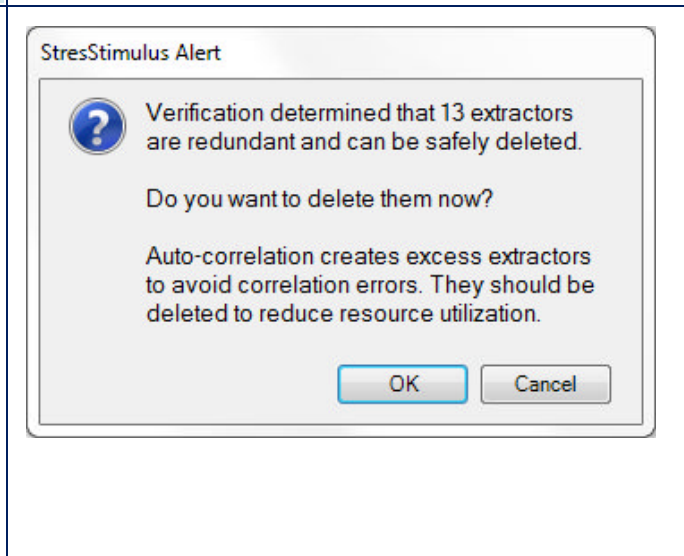 StresStimulus Alert
Verification determined that 13 extractors
are redundant and can be safely deleted.
Do you want to delete them now?
Auto-correlation creates excess extractors
to avoid correlation errors. They should be
deleted to reduce resource utilization.
OK
Cancel